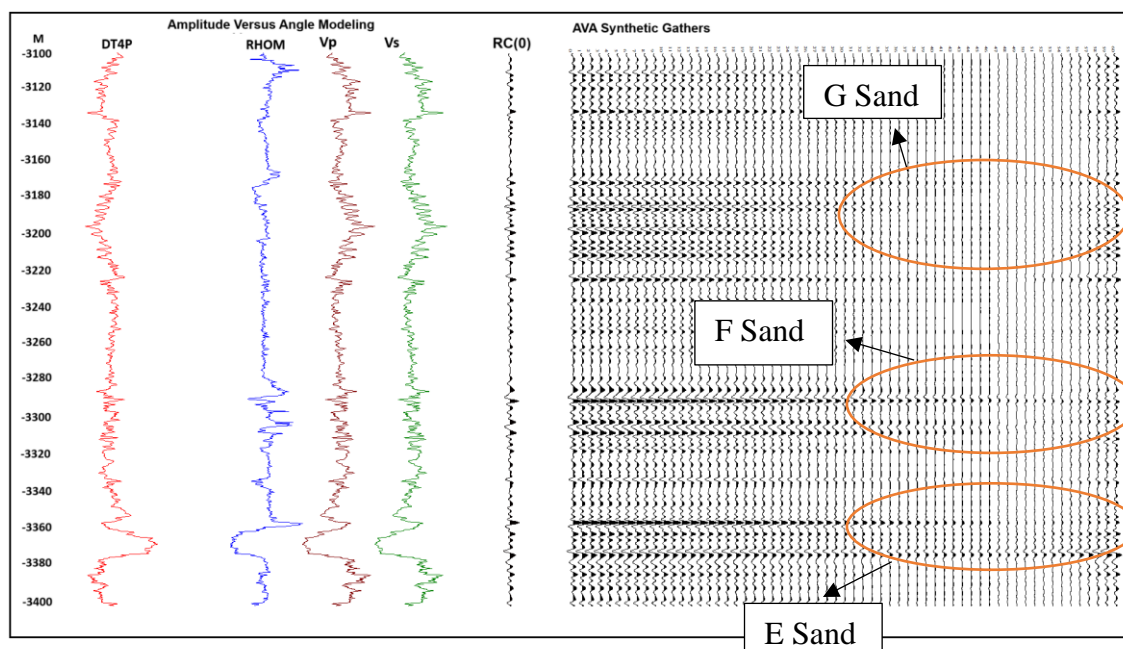 Amplitude Versus Angle Modeling
AVA Synthetic Gathers
M
DT4P
RHOM
Vp
Vs
RC(0)
-3100
-3120
-3140
-3160
-3180
-3200
-3220
-3240
-3260
-3280
-3300
-3320
-3340
-3360
-3380
-3400
G Sand
F Sand
E Sand